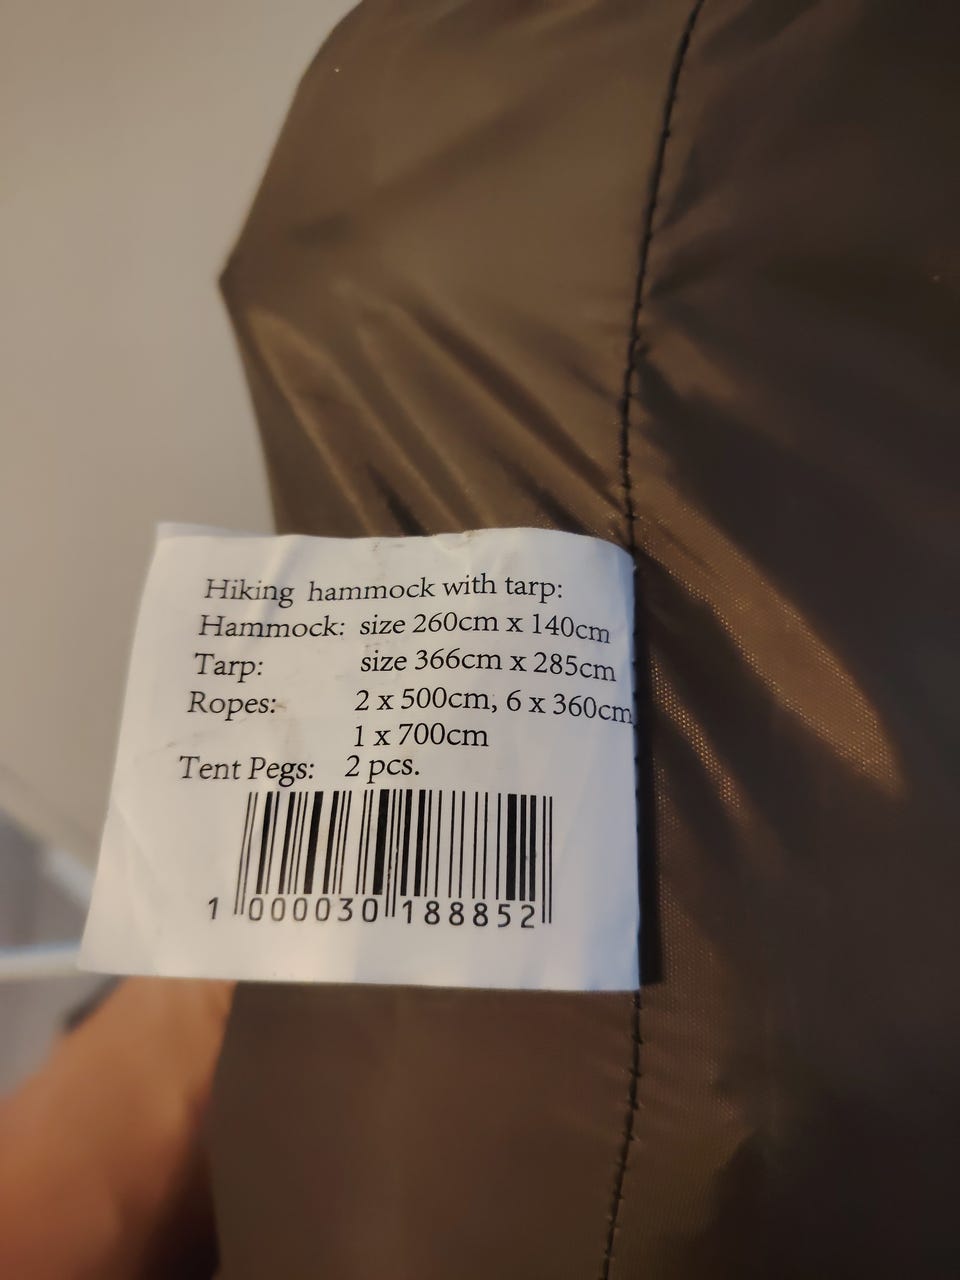 Hiking hammock with tarp:
Hammock: size 260cm x 140cm
Tarp: size 366cm x 285cm
Ropes: 2 x 500cm, 6 x 360cm
1 x 700cm
Tent Pegs: 2 pcs.
1 000030 188852